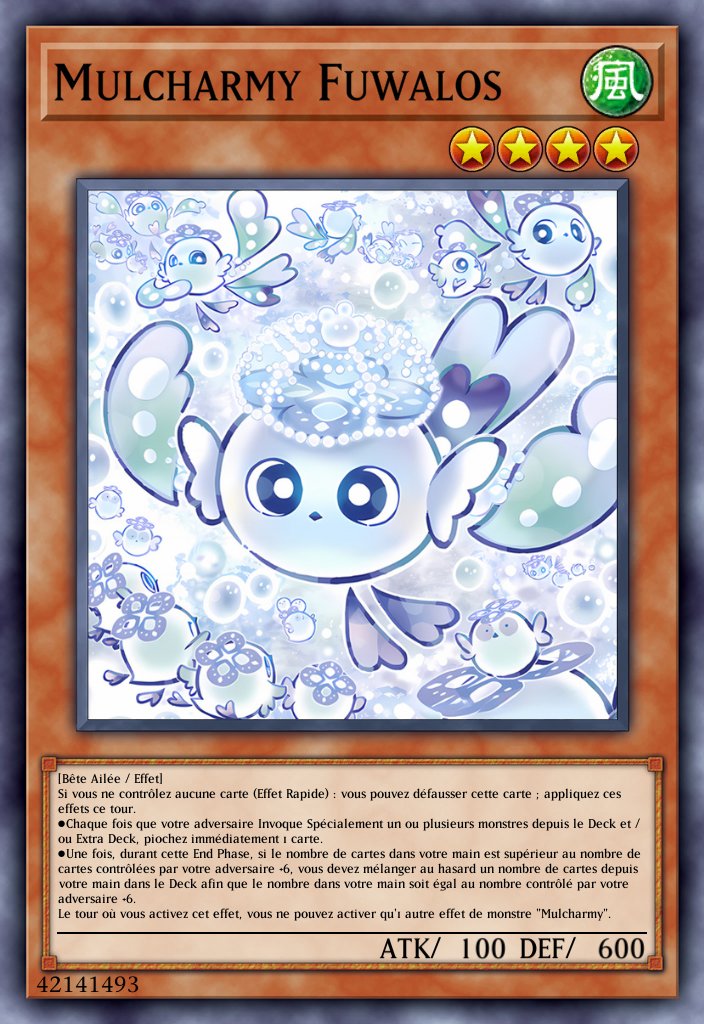 MULCHARMY FUWALOS
風
[Bête Ailée / Effet]
Si vous ne contrôlez aucune carte (Effet Rapide) : vous pouvez défausser cette carte ; appliquez ces
effets ce tour.
●Chaque fois que votre adversaire Invoque Spécialement un ou plusieurs monstres depuis le Deck et /
ou Extra Deck, piochez immédiatement 1 carte.
●Une fois, durant cette End Phase, si le nombre de cartes dans votre main est supérieur au nombre de
cartes contrôlées par votre adversaire +6, vous devez mélanger au hasard un nombre de cartes depuis
votre main dans le Deck afin que le nombre dans votre main soit égal au nombre contrôlé par votre
adversaire +6.
Le tour où vous activez cet effet, vous ne pouvez activer qu'1 autre effet de monstre "Mulcharmy".
ATK/ 100 DEF/ 600
42141493